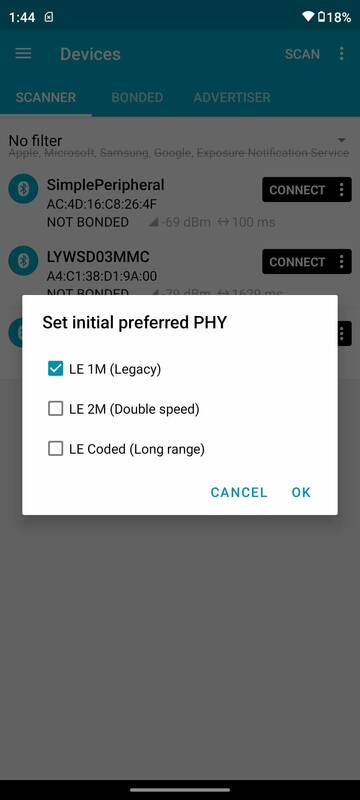 1:44 18%
Devices SCAN
SCANNER BONDED ADVERTISER
No filter
Apple, Microsoft, Samsung, Google, Exposure Notification Service
SimplePeripheral
AC:4D:16:C8:26:4F
CONNECT
NOT BONDED -69 dBm 100 ms
LYWSD03MMC
A4:C1:38:D1:9A:00
CONNECT
NOT BONDED -79 dBm 1629 ms
Set initial preferred PHY
LE 1M (Legacy)
LE 2M (Double speed)
LE Coded (Long range)
CANCEL OK